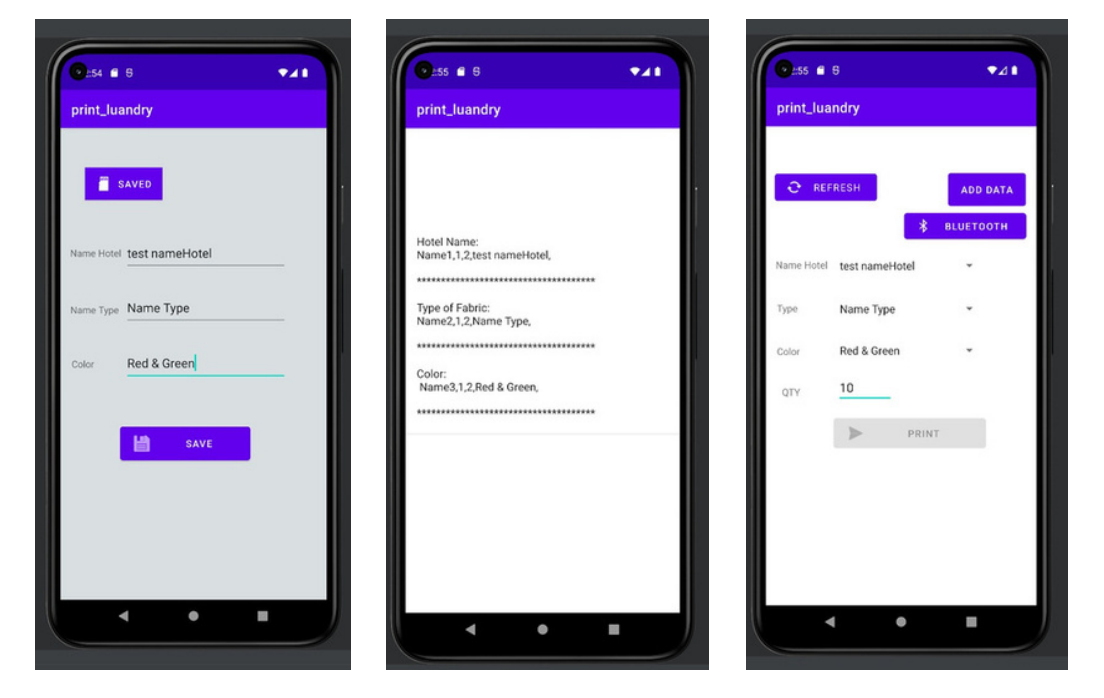 :54
print_luandry
SAVED
Name Hotel test nameHotel
Name Type Name Type
Color Red & Green
SAVE
:55
print_luandry
Hotel Name:
Name1,1,2,test nameHotel,
*************************************
Type of Fabric:
Name2,1,2,Name Type,
*************************************
Color:
Name3,1,2,Red & Green,
*************************************
:55
print_luandry
REFRESH
ADD DATA
BLUETOOTH
Name Hotel test nameHotel
Type Name Type
Color Red & Green
QTY 10
PRINT